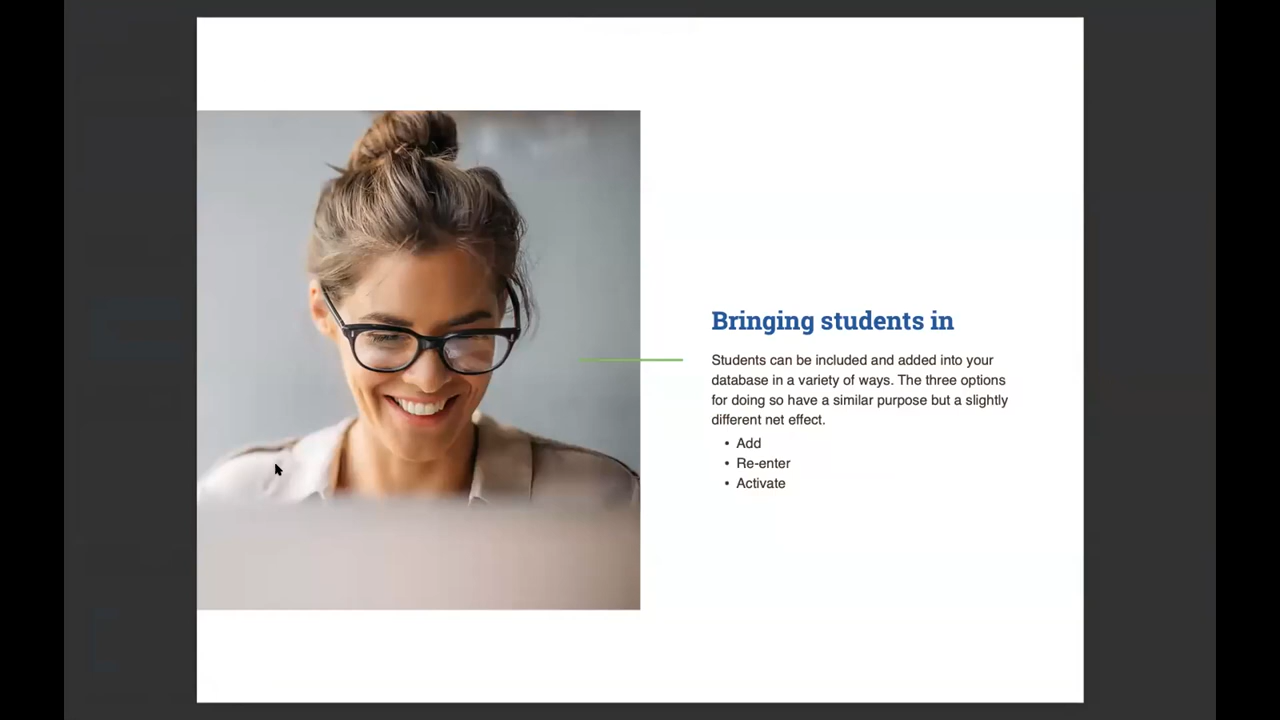 Bringing students in
Students can be included and added into your
database in a variety of ways. The three options
for doing so have a similar purpose but a slightly
different net effect.
• Add
• Re-enter
• Activate